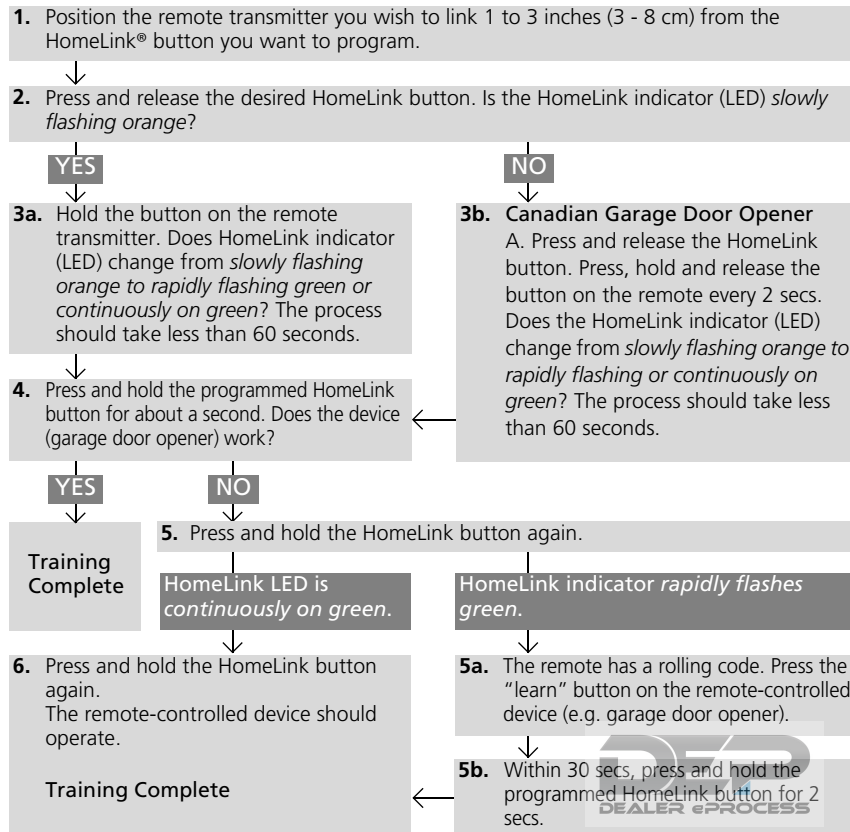 1. Position the remote transmitter you wish to link 1 to 3 inches (3 - 8 cm) from the
HomeLink® button you want to program.
2. Press and release the desired HomeLink button. Is the HomeLink indicator (LED) slowly
flashing orange?
YES
NO
3a. Hold the button on the remote
transmitter. Does HomeLink indicator
(LED) change from slowly flashing
orange to rapidly flashing green or
continuously on green? The process
should take less than 60 seconds.
3b. Canadian Garage Door Opener
A. Press and release the HomeLink
button. Press, hold and release the
button on the remote every 2 secs.
Does the HomeLink indicator (LED)
change from slowly flashing orange to
rapidly flashing or continuously on
green? The process should take less
than 60 seconds.
4. Press and hold the programmed HomeLink
button for about a second. Does the device
(garage door opener) work?
YES
NO
Training
Complete
5. Press and hold the HomeLink button again.
HomeLink LED is
continuously on green.
HomeLink indicator rapidly flashes
green.
6. Press and hold the HomeLink button
again.
The remote-controlled device should
operate.
Training Complete
5a. The remote has a rolling code. Press the
“learn” button on the remote-controlled
device (e.g. garage door opener).
5b. Within 30 secs, press and hold the
programmed HomeLink button for 2
secs.
DEP
DEALER ePROCESS